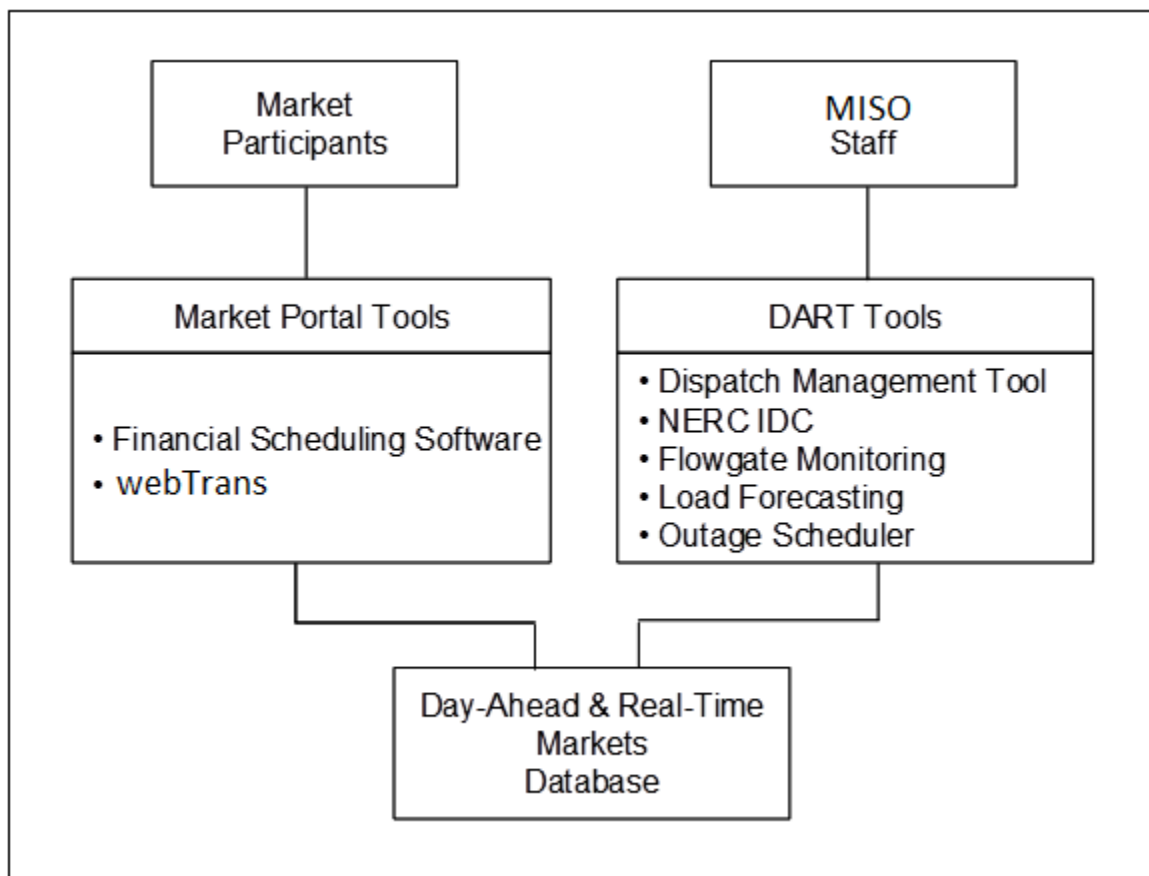 Market
Participants
MISO
Staff
Market Portal Tools
• Financial Scheduling Software
• webTrans
DART Tools
• Dispatch Management Tool
• NERC IDC
• Flowgate Monitoring
• Load Forecasting
• Outage Scheduler
Day-Ahead & Real-Time
Markets
Database